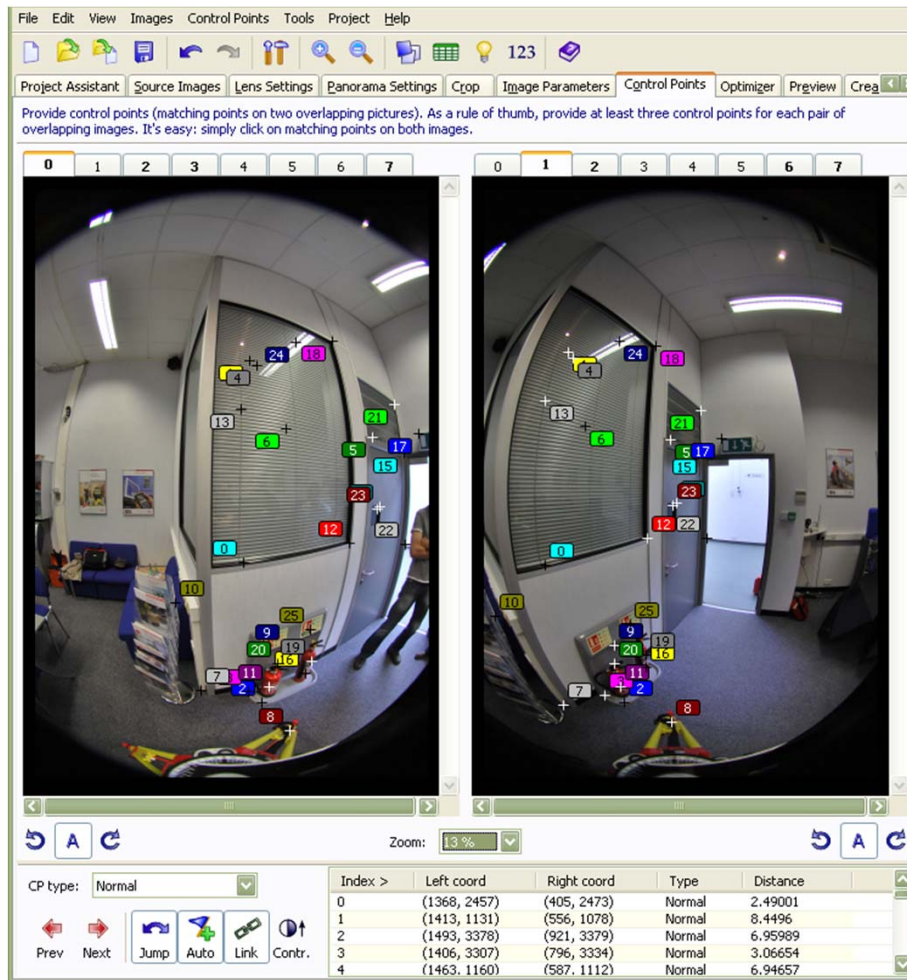 File Edit View Images Control Points Tools Project Help
123
Project Assistant Source Images Lens Settings Panorama Settings Crop Image Parameters Control Points Optimizer Preview Crea
Provide control points (matching points on two overlapping pictures). As a rule of thumb, provide at least three control points for each pair of
overlapping images. It's easy: simply click on matching points on both images.
0 1 2 3 4 5 6 7
0 1 2 3 4 5 6 7
24 18
4
13 21
6 5 17
15
23
12 22
0
10
25
9
20 19
16
7 11
2
8
24 18
4
13 21
6 5 17
15
23
12 22
0
10 25
9 19
20 16
3 11
7 2
8
A Zoom: 13 % A
CP type: Normal
Prev Next Jump Auto Link Contr.
Index > Left coord Right coord Type Distance
0 (1368, 2457) (405, 2473) Normal 2.49001
1 (1413, 1131) (556, 1078) Normal 8.4496
2 (1493, 3378) (921, 3379) Normal 6.95989
3 (1406, 3307) (796, 3334) Normal 3.06654
4 (1463, 1160) (587, 1112) Normal 6.94657